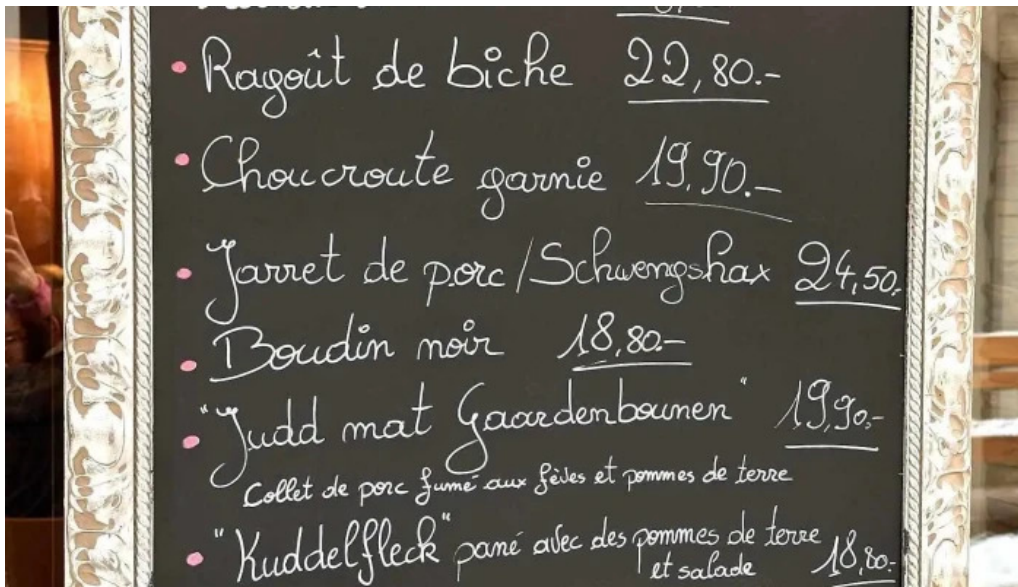 • Ragoût de biche 22,80.-
• Choucroute garnie 19,90.-
• Jarret de porc/Schwengshax 24,50.-
• Boudin noir 18,80.-
• "Judd mat Gaardenbounen" 19,90.-
Collet de porc fumé aux fèves et pommes de terre
• "Kuddelfleck" pané avec des pommes de terre
et salade 18,80.-